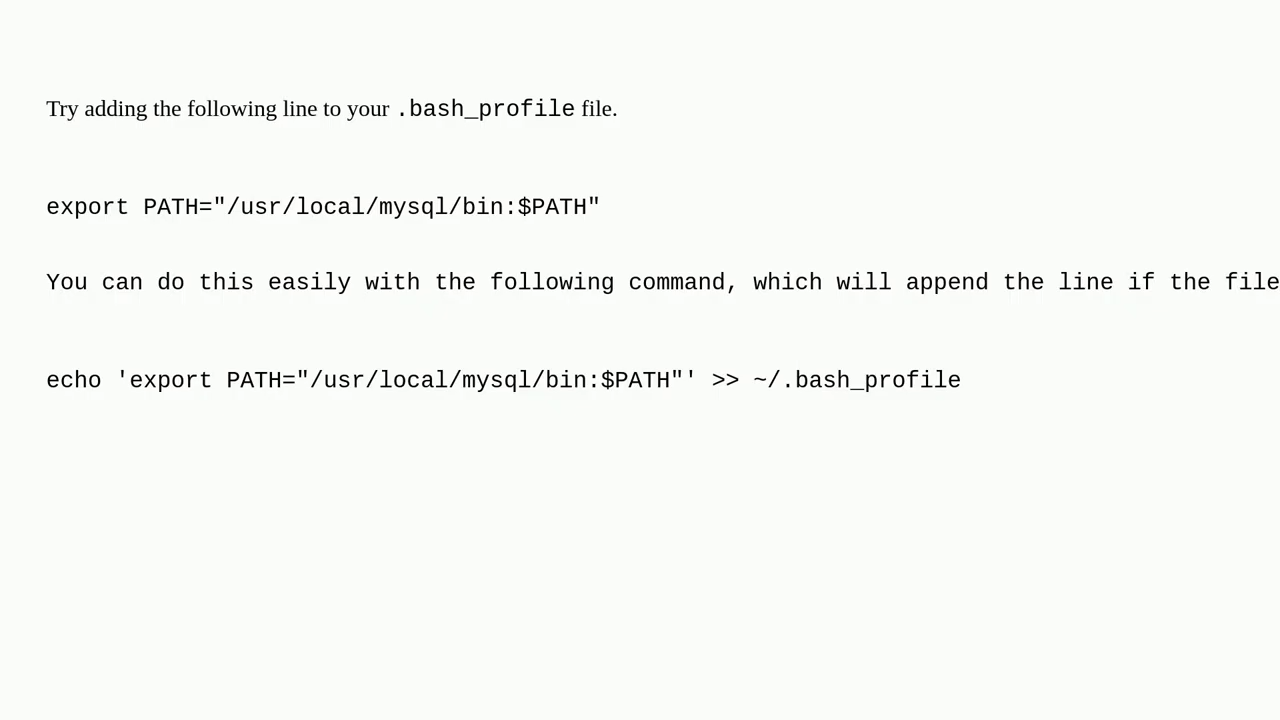 Try adding the following line to your .bash_profile file.
export PATH="/usr/local/mysql/bin:$PATH"
You can do this easily with the following command, which will append the line if the file
echo 'export PATH="/usr/local/mysql/bin:$PATH"' >> ~/.bash_profile